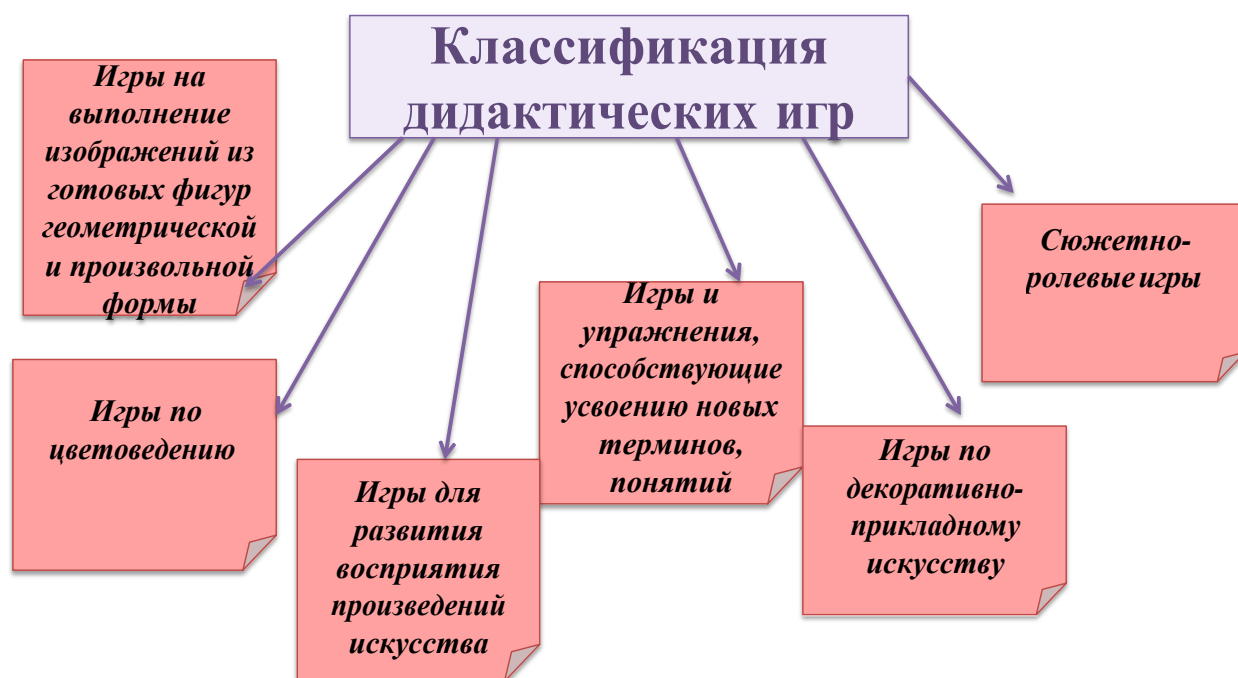 Классификация
дидактических игр
Игры на
выполнение
изображений из
готовых фигур
геометрической
и произвольной
формы
Игры по
цветоведению
Игры для
развития
восприятия
произведений
искусства
Игры и
упражнения,
способствующие
усвоению новых
терминов,
понятий
Игры по
декоративно-
прикладному
искусству
Сюжетно-
ролевые игры